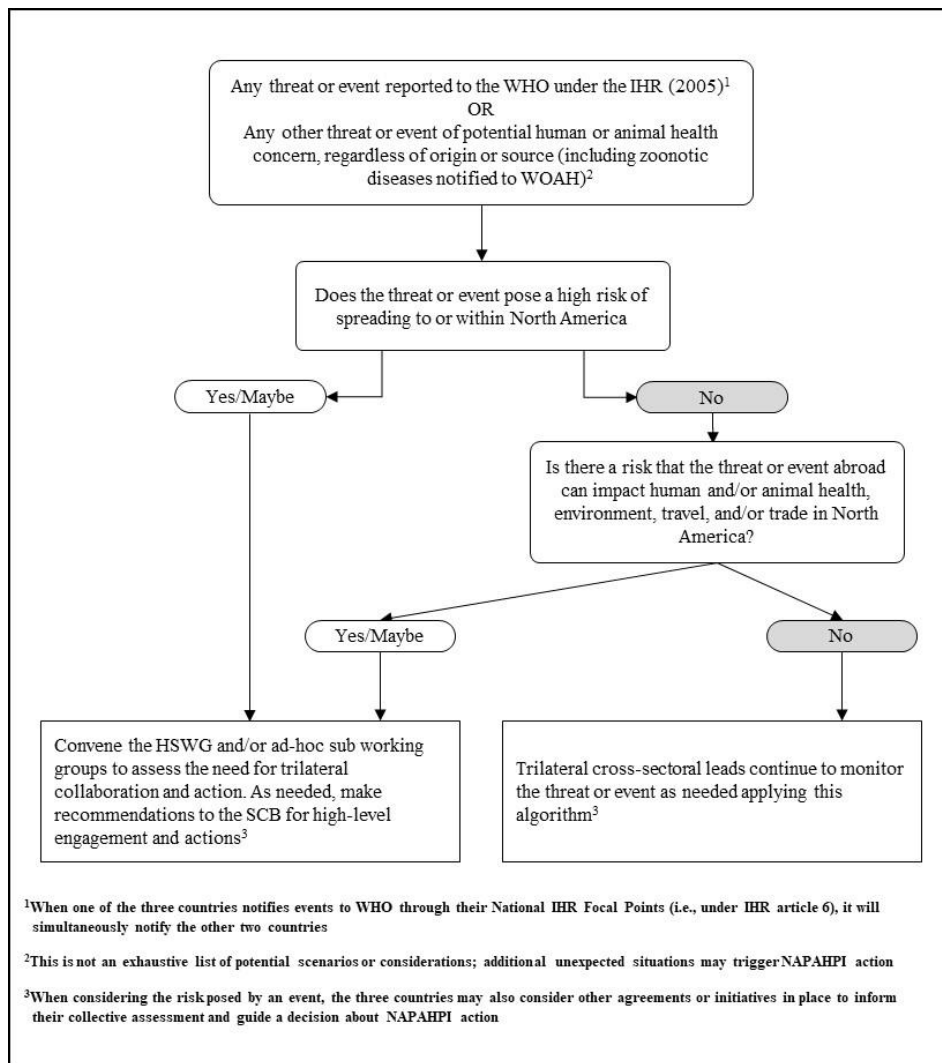 Any threat or event reported to the WHO under the IHR (2005)¹
OR
Any other threat or event of potential human or animal health
concern, regardless of origin or source (including zoonotic
diseases notified to WOAH)²
Does the threat or event pose a high risk of
spreading to or within North America
Yes/Maybe
No
Is there a risk that the threat or event abroad
can impact human and/or animal health,
environment, travel, and/or trade in North
America?
Yes/Maybe
No
Convene the HSWG and/or ad-hoc sub working
groups to assess the need for trilateral
collaboration and action. As needed, make
recommendations to the SCB for high-level
engagement and actions³
Trilateral cross-sectoral leads continue to monitor
the threat or event as needed applying this
algorithm³
¹When one of the three countries notifies events to WHO through their National IHR Focal Points (i.e., under IHR article 6), it will
simultaneously notify the other two countries
²This is not an exhaustive list of potential scenarios or considerations; additional unexpected situations may trigger NAPAHPI action
³When considering the risk posed by an event, the three countries may also consider other agreements or initiatives in place to inform
their collective assessment and guide a decision about NAPAHPI action